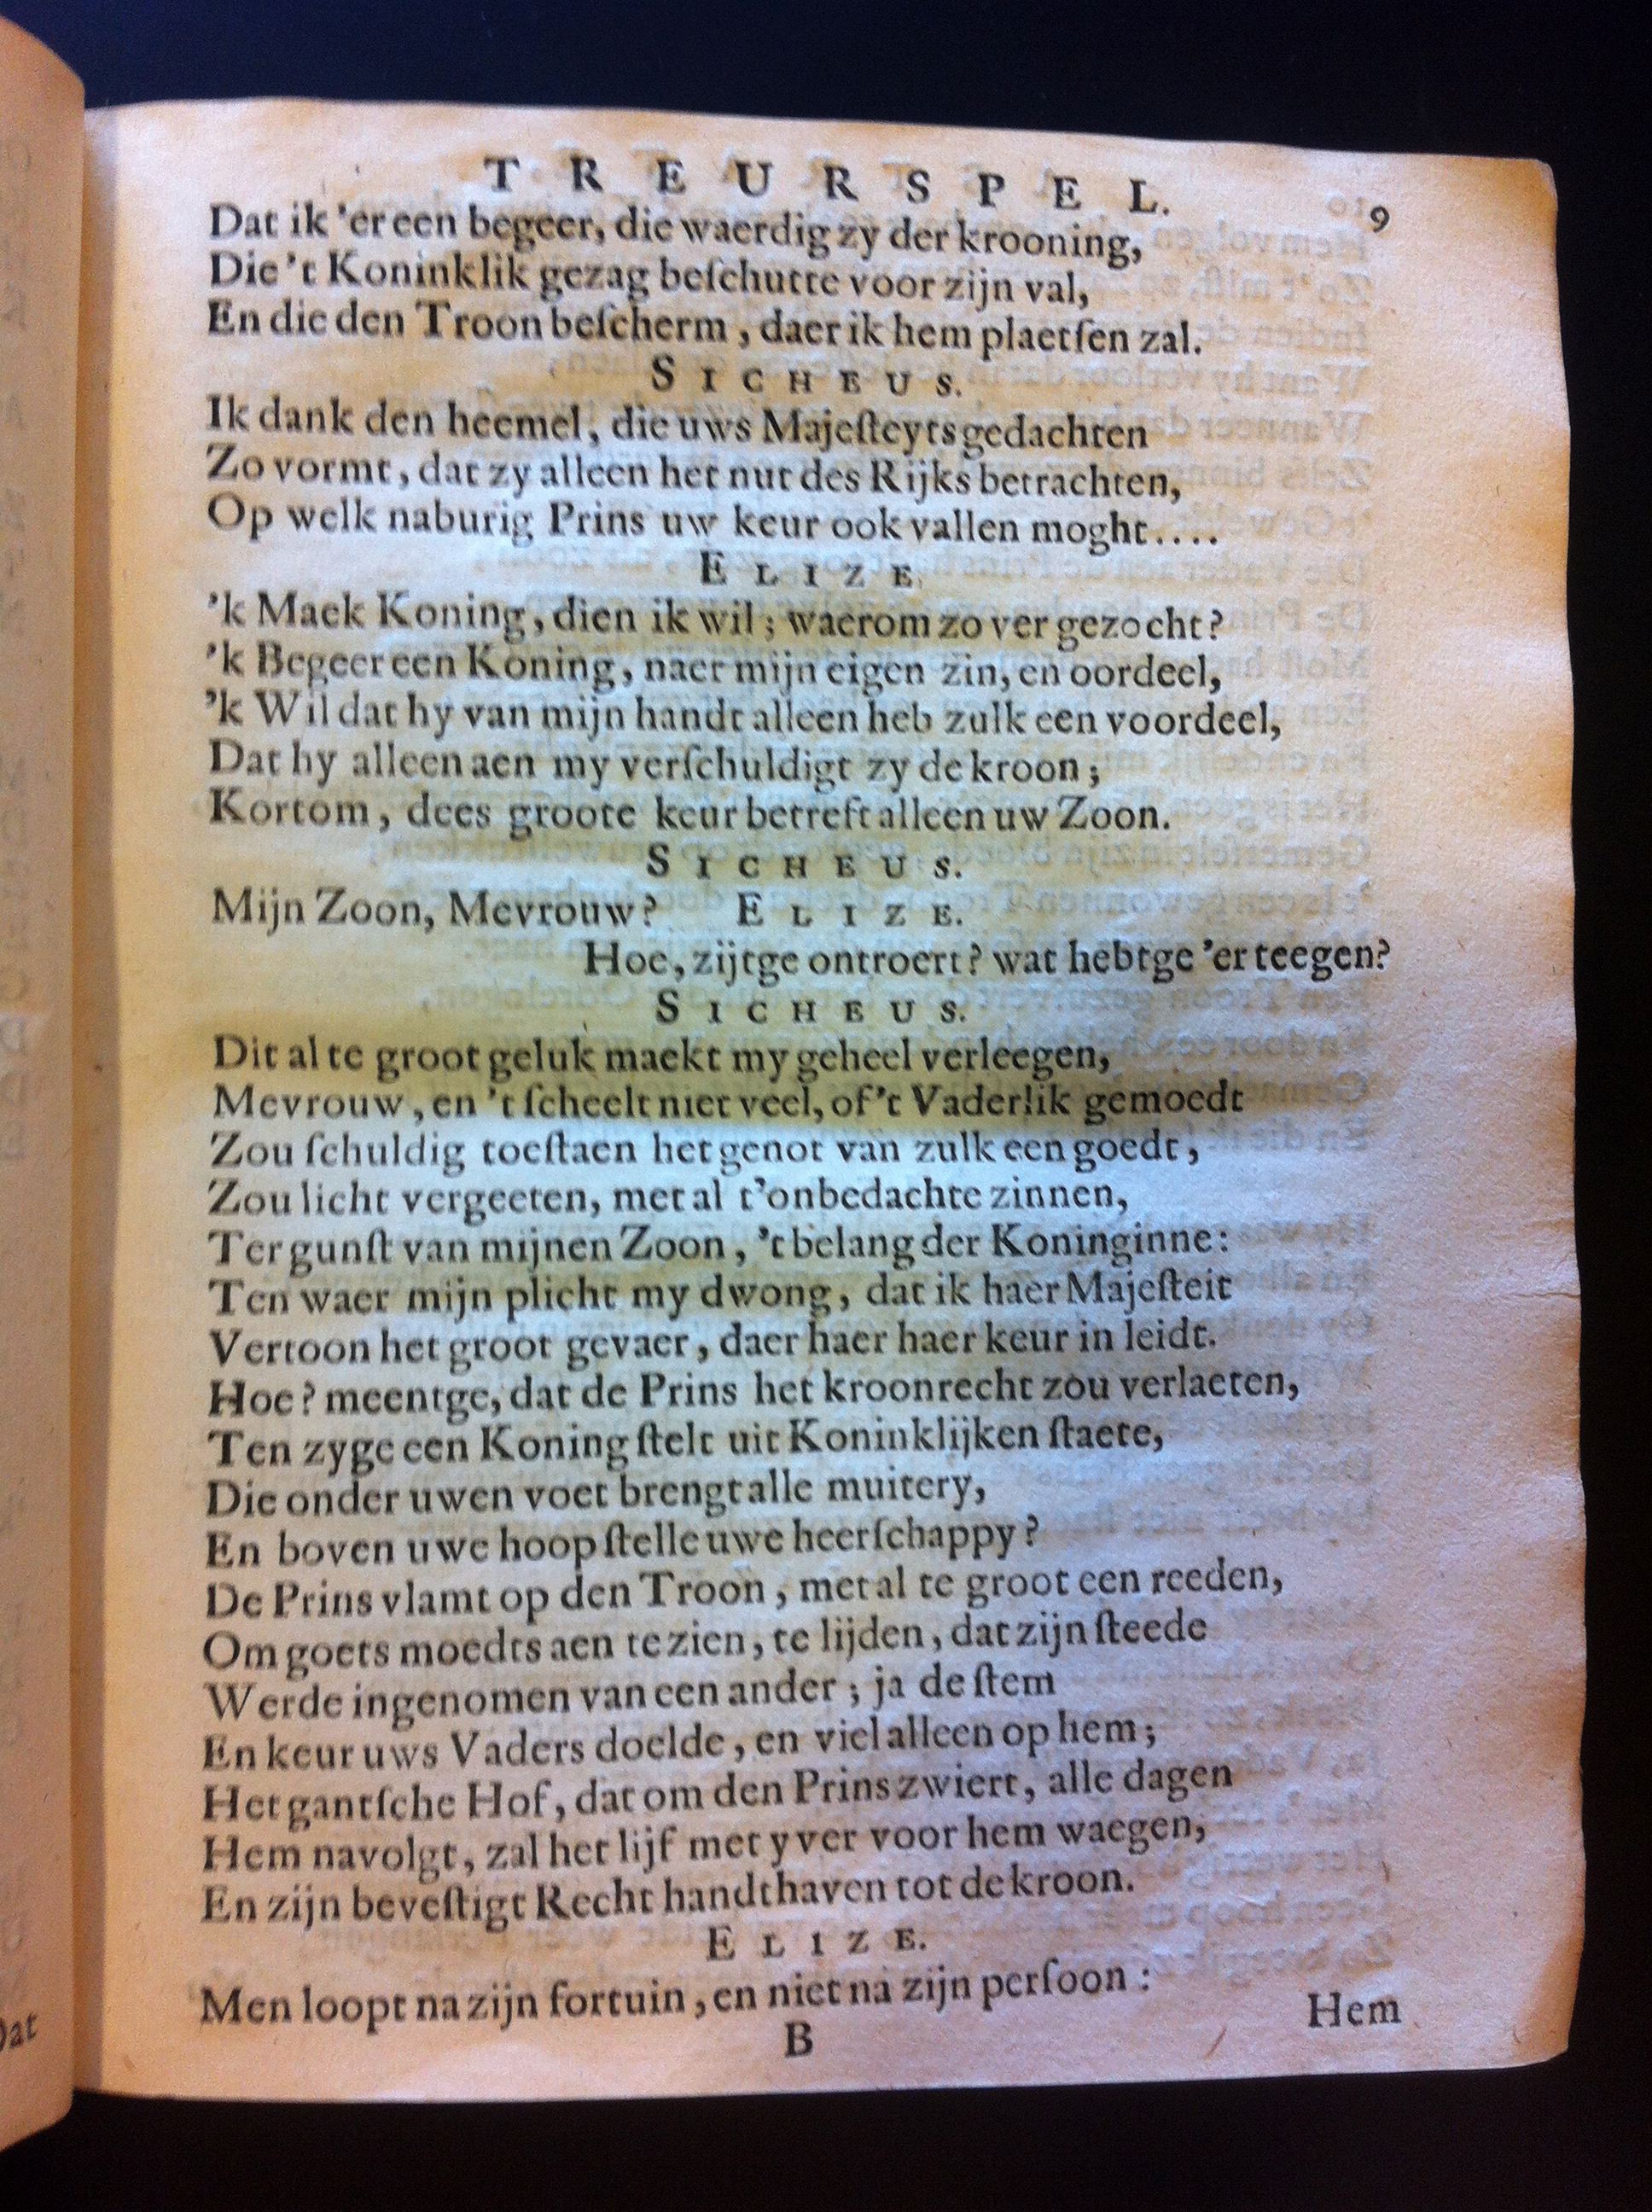 TREURSPEL. 9
Dat ik 'er een begeer, die waerdig zy der krooning,
Die 't Koninklik gezag beſchutte voor zijn val,
En die den Troon beſcherm, daer ik hem plaetſen zal.
SICHEUS.
Ik dank den heemel, die uws Majeſteyts gedachten
Zo vormt, dat zy alleen het nut des Rijks betrachten,
Op welk naburig Prins uw keur ook vallen moght....
ELIZE.
'k Maek Koning, dien ik wil; waerom zo ver gezocht?
'k Begeer een Koning, naer mijn eigen zin, en oordeel,
'k Wil dat hy van mijn handt alleen heb zulk een voordeel,
Dat hy alleen aen my verſchuldigt zy de kroon;
Kortom, dees groote keur betreft alleen uw Zoon.
SICHEUS.
Mijn Zoon, Mevrouw? ELIZE.
Hoe, zijtge ontroert? wat hebtge 'er teegen?
SICHEUS.
Dit al te groot geluk maekt my geheel verleegen,
Mevrouw, en 't ſcheelt niet veel, of 't Vaderlik gemoedt
Zou ſchuldig toeſtaen het genot van zulk een goedt,
Zou licht vergeeten, met al t'onbedachte zinnen,
Ter gunſt van mijnen Zoon, 't belang der Koninginne:
Ten waer mijn plicht my dwong, dat ik haer Majeſteit
Vertoon het groot gevaer, daer haer haer keur in leidt.
Hoe? meentge, dat de Prins het kroonrecht zou verlaeten,
Ten zyge een Koning ſtelt uit Koninklijken ſtaete,
Die onder uwen voet brengt alle muitery,
En boven uwe hoop ſtelle uwe heerſchappy?
De Prins vlamt op den Troon, met al te groot een reeden,
Om goets moedts aen te zien, te lijden, dat zijn ſteede
Werde ingenomen van een ander; ja de ſtem
En keur uws Vaders doelde, en viel alleen op hem;
Het gantſche Hof, dat om den Prins zwiert, alle dagen
Hem navolgt, zal het lijf met yver voor hem waegen,
En zijn beveſtigt Recht handthaven tot de kroon.
ELIZE.
Men loopt na zijn fortuin, en niet na zijn perſoon:
B Hem